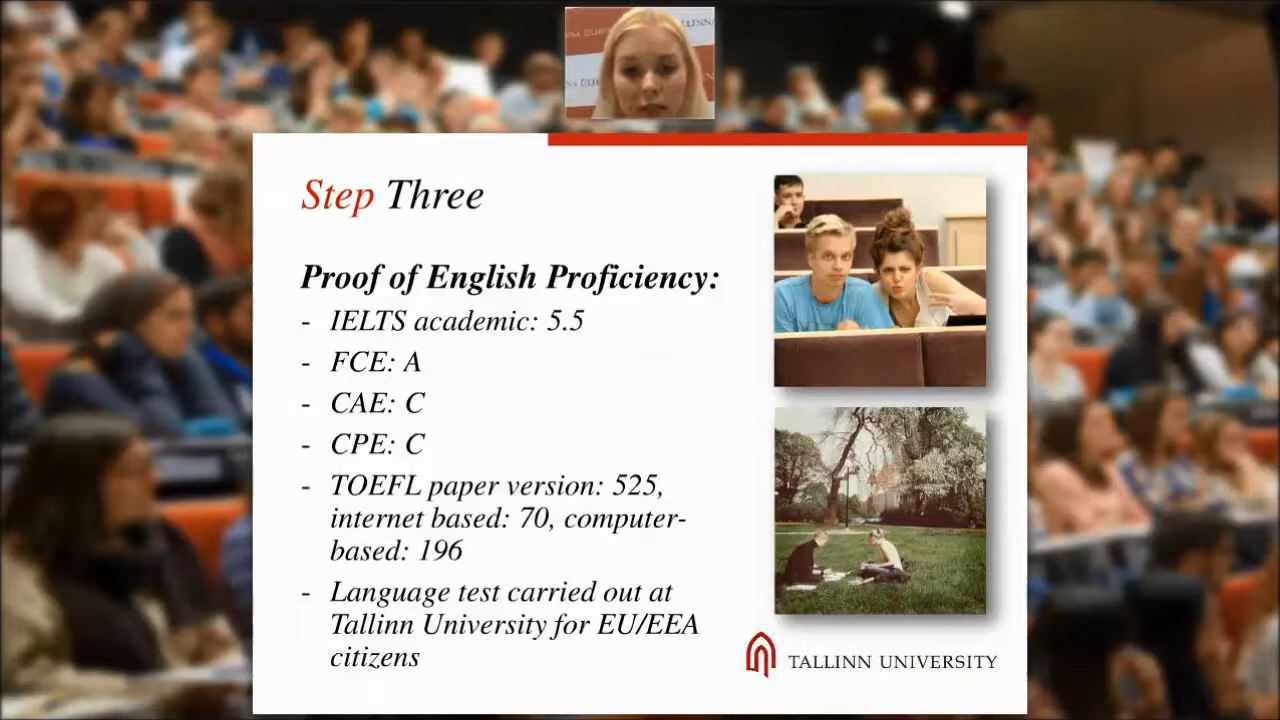 Step Three
Proof of English Proficiency:
- IELTS academic: 5.5
- FCE: A
- CAE: C
- CPE: C
- TOEFL paper version: 525,
internet based: 70, computer-
based: 196
- Language test carried out at
Tallinn University for EU/EEA
citizens
TALLINN UNIVERSITY